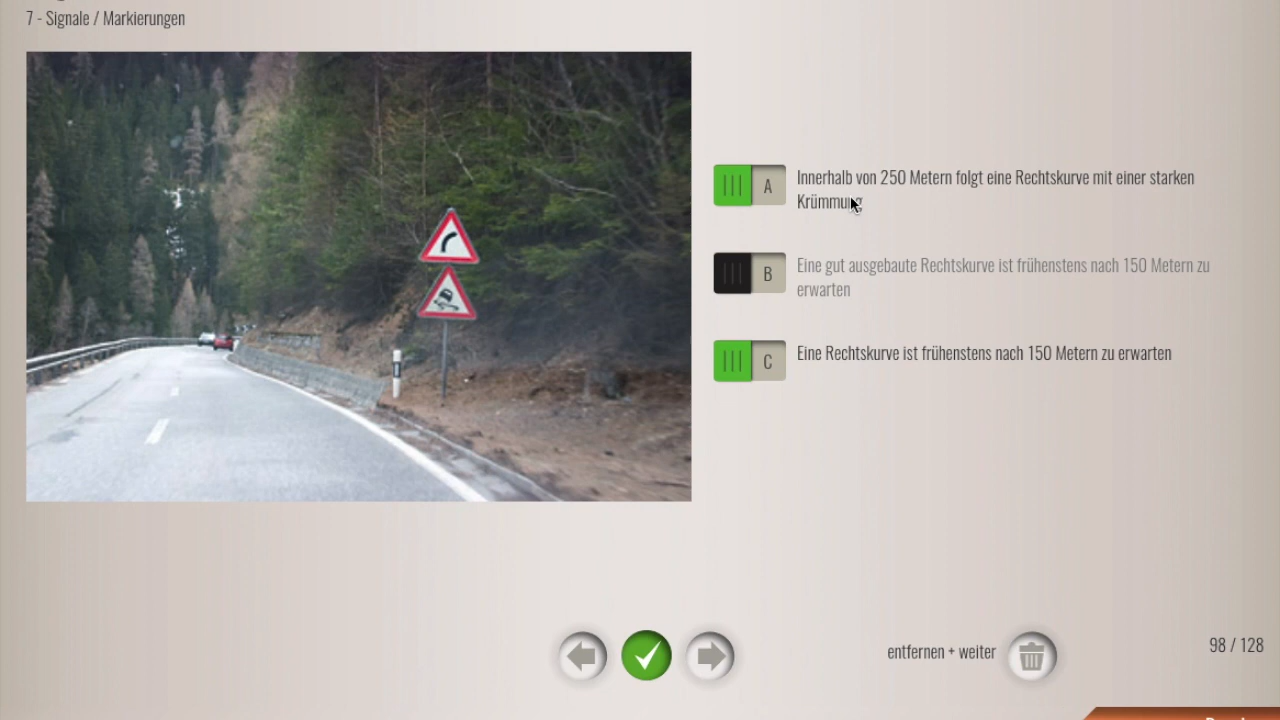 7 - Signale / Markierungen
A
Innerhalb von 250 Metern folgt eine Rechtskurve mit einer starken
Krümmung
B
Eine gut ausgebaute Rechtskurve ist frühenstens nach 150 Metern zu
erwarten
C
Eine Rechtskurve ist frühenstens nach 150 Metern zu erwarten
entfernen + weiter
98 / 128